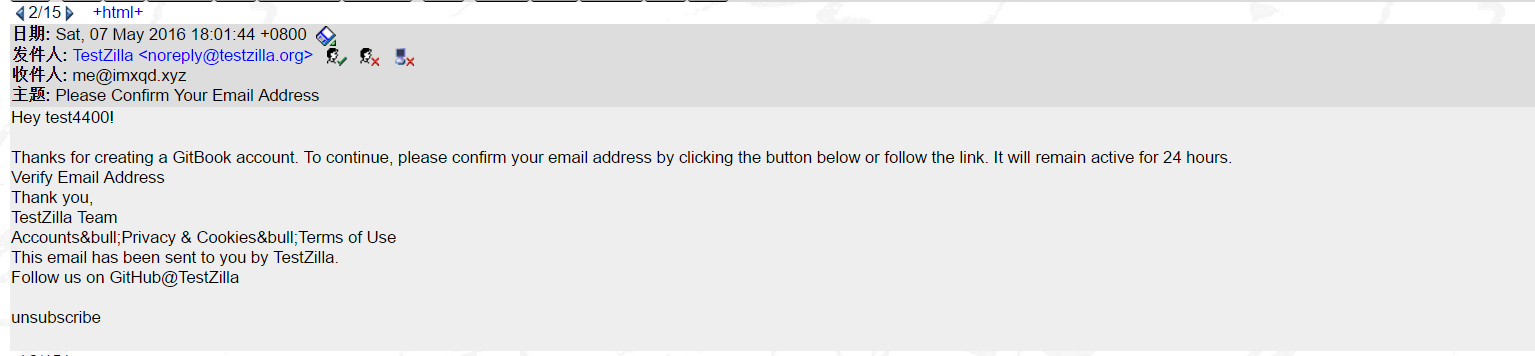 2/15 +html+
日期: Sat, 07 May 2016 18:01:44 +0800
发件人: TestZilla <noreply@testzilla.org>
收件人: me@imxqd.xyz
主题: Please Confirm Your Email Address
Hey test4400!
Thanks for creating a GitBook account. To continue, please confirm your email address by clicking the button below or follow the link. It will remain active for 24 hours.
Verify Email Address
Thank you,
TestZilla Team
Accounts&bull;Privacy & Cookies&bull;Terms of Use
This email has been sent to you by TestZilla.
Follow us on GitHub@TestZilla
unsubscribe